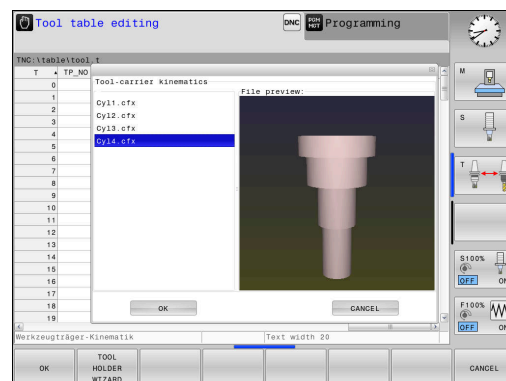 Tool table editing
DNC
PGM MGT
Programming
TNC:\table\tool.t
T TP_NO
0
1
2
3
4
5
6
7
8
9
10
11
12
13
14
15
16
17
18
19
Tool-carrier kinematics
Cyl1.cfx
Cyl2.cfx
Cyl3.cfx
Cyl4.cfx
File preview:
OK
CANCEL
Werkzeugträger-Kinematik
Text width 20
M
S
T
S100%
OFF ON
F100%
OFF ON
OK
TOOL
HOLDER
WIZARD
CANCEL